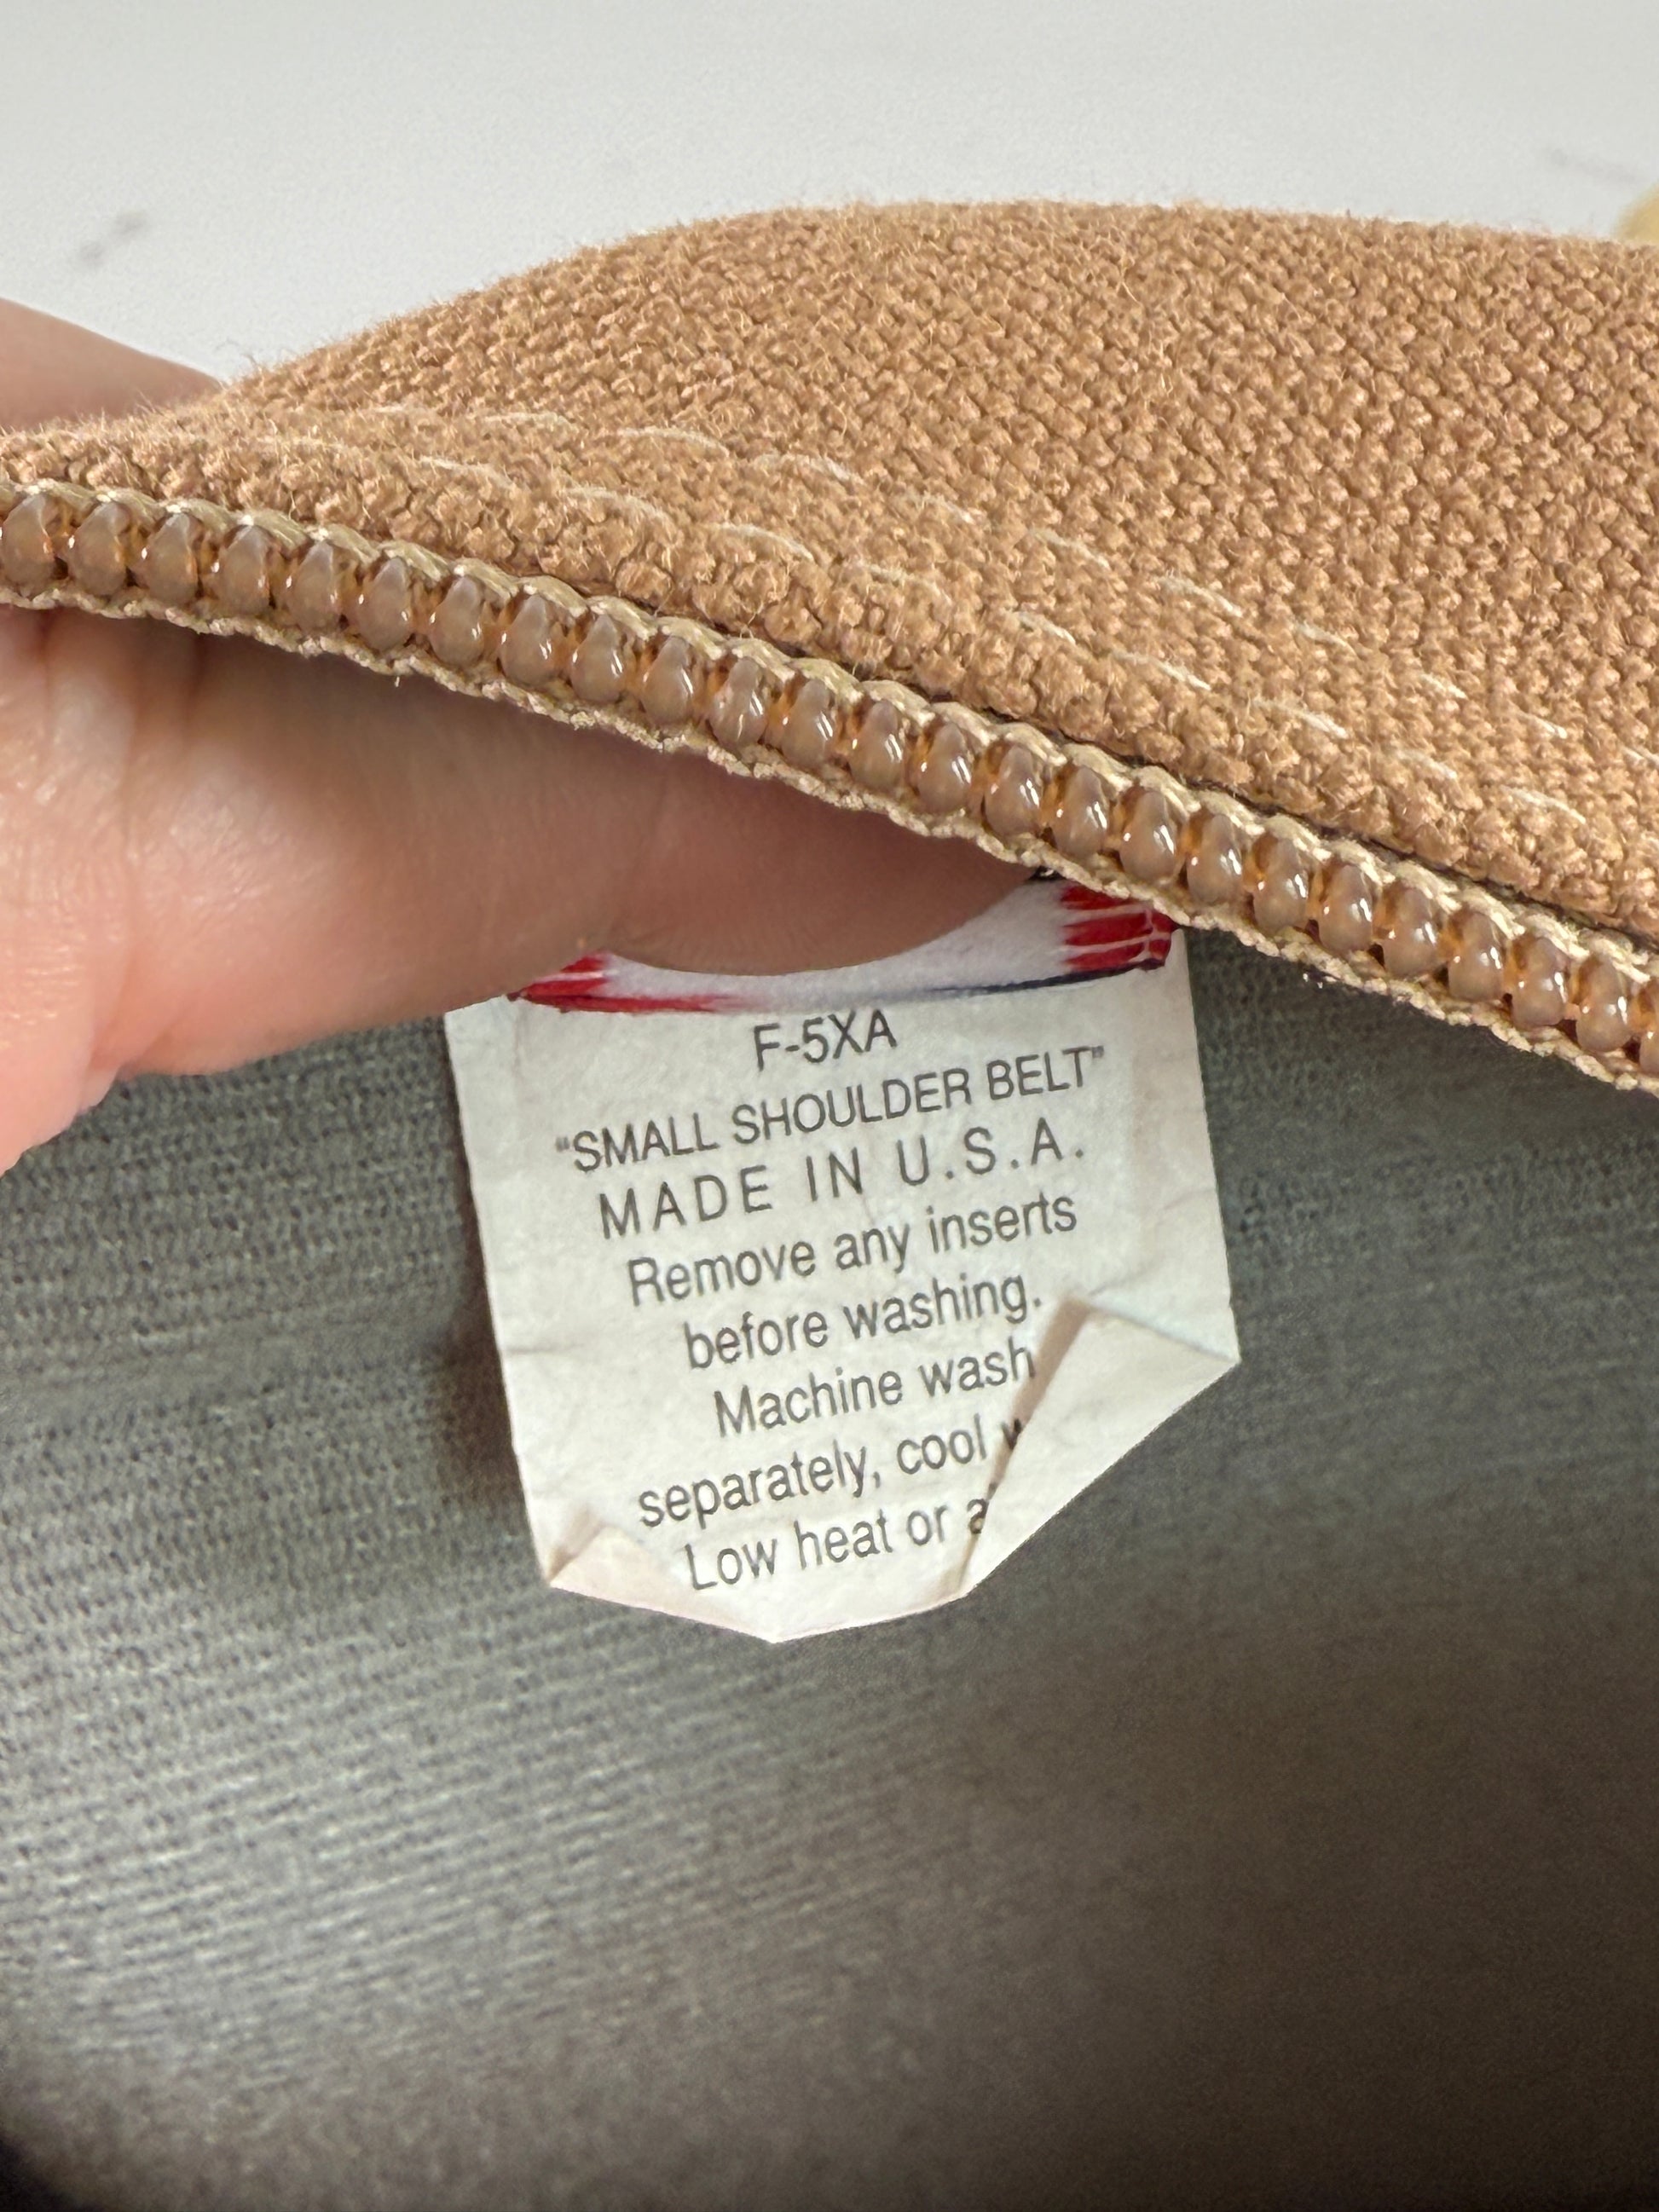 F-5XA
"SMALL SHOULDER BELT"
MADE IN U.S.A.
Remove any inserts
before washing.
Machine wash
separately, cool
Low heat or